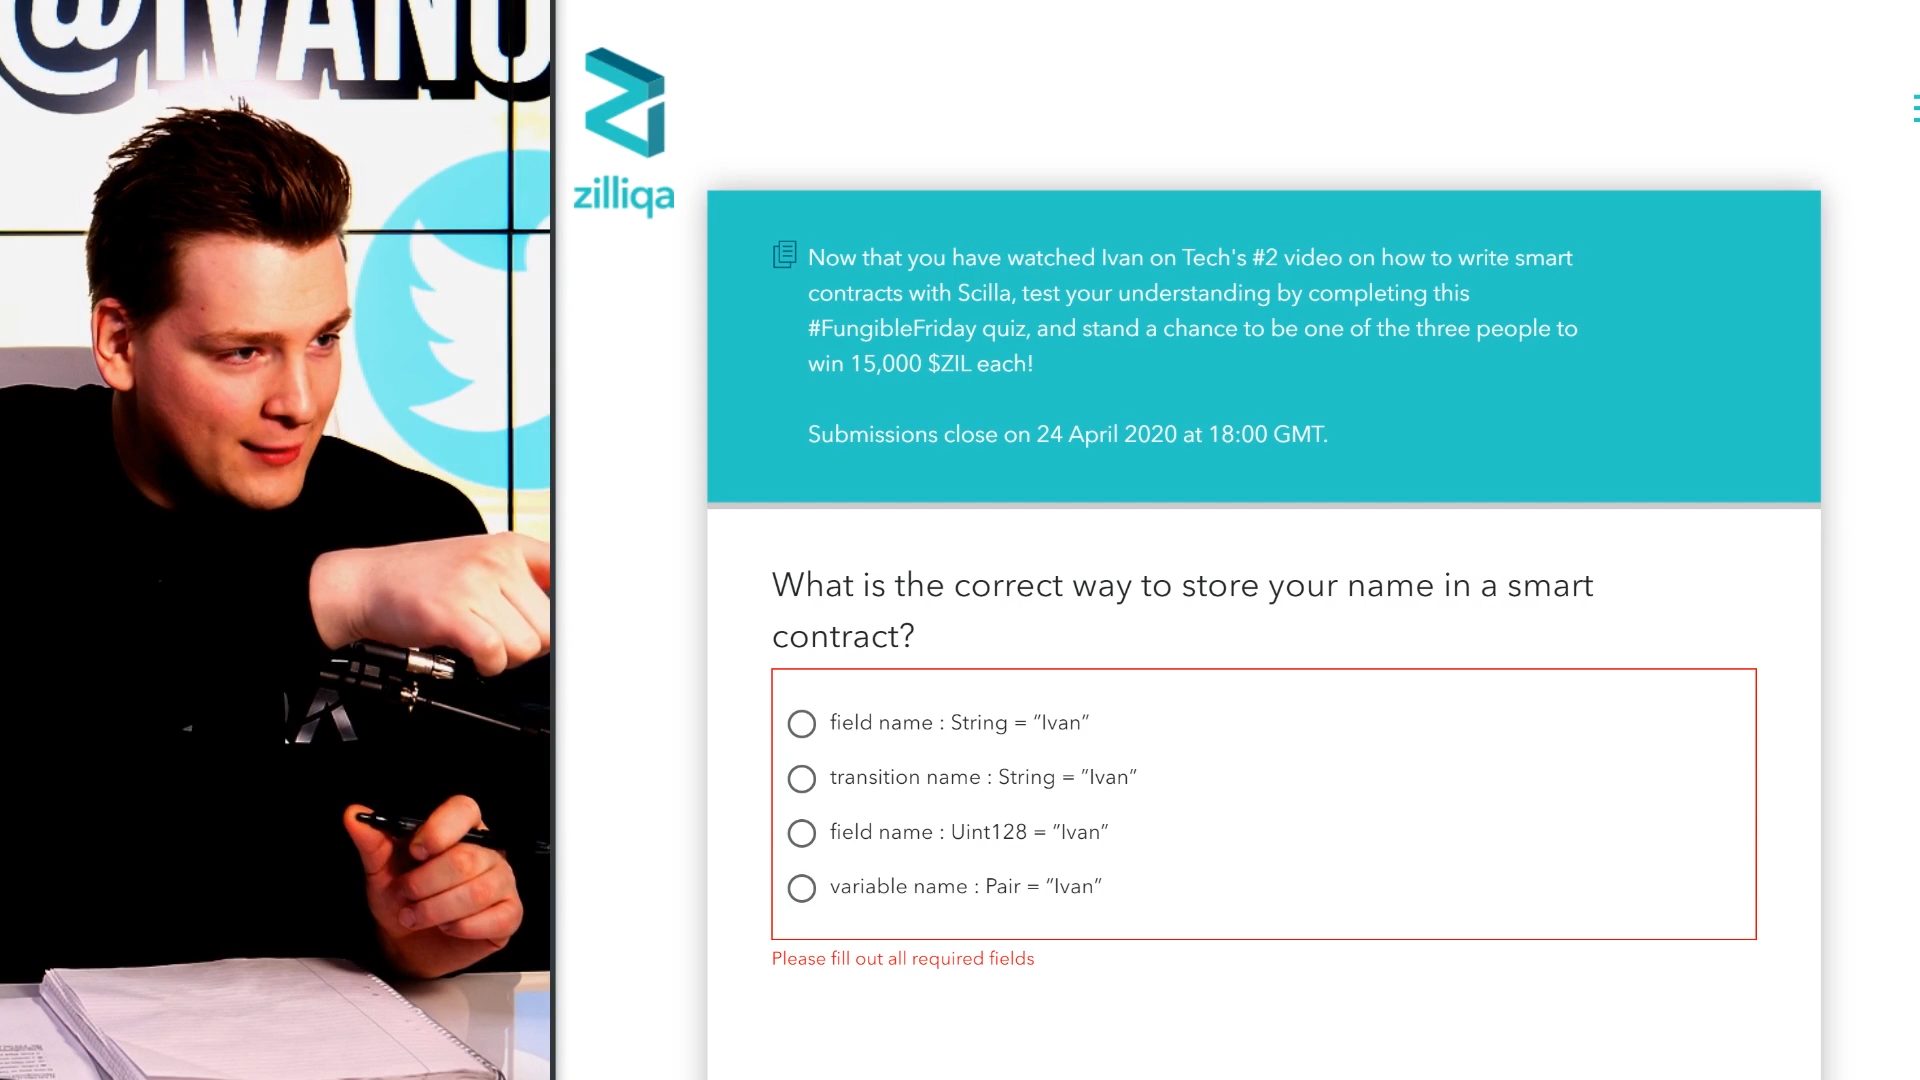 @IVANO
zilliqa
Now that you have watched Ivan on Tech's #2 video on how to write smart
contracts with Scilla, test your understanding by completing this
#FungibleFriday quiz, and stand a chance to be one of the three people to
win 15,000 $ZIL each!
Submissions close on 24 April 2020 at 18:00 GMT.
What is the correct way to store your name in a smart
contract?
field name : String = ”Ivan”
transition name : String = ”Ivan”
field name : Uint128 = ”Ivan”
variable name : Pair = ”Ivan”
Please fill out all required fields